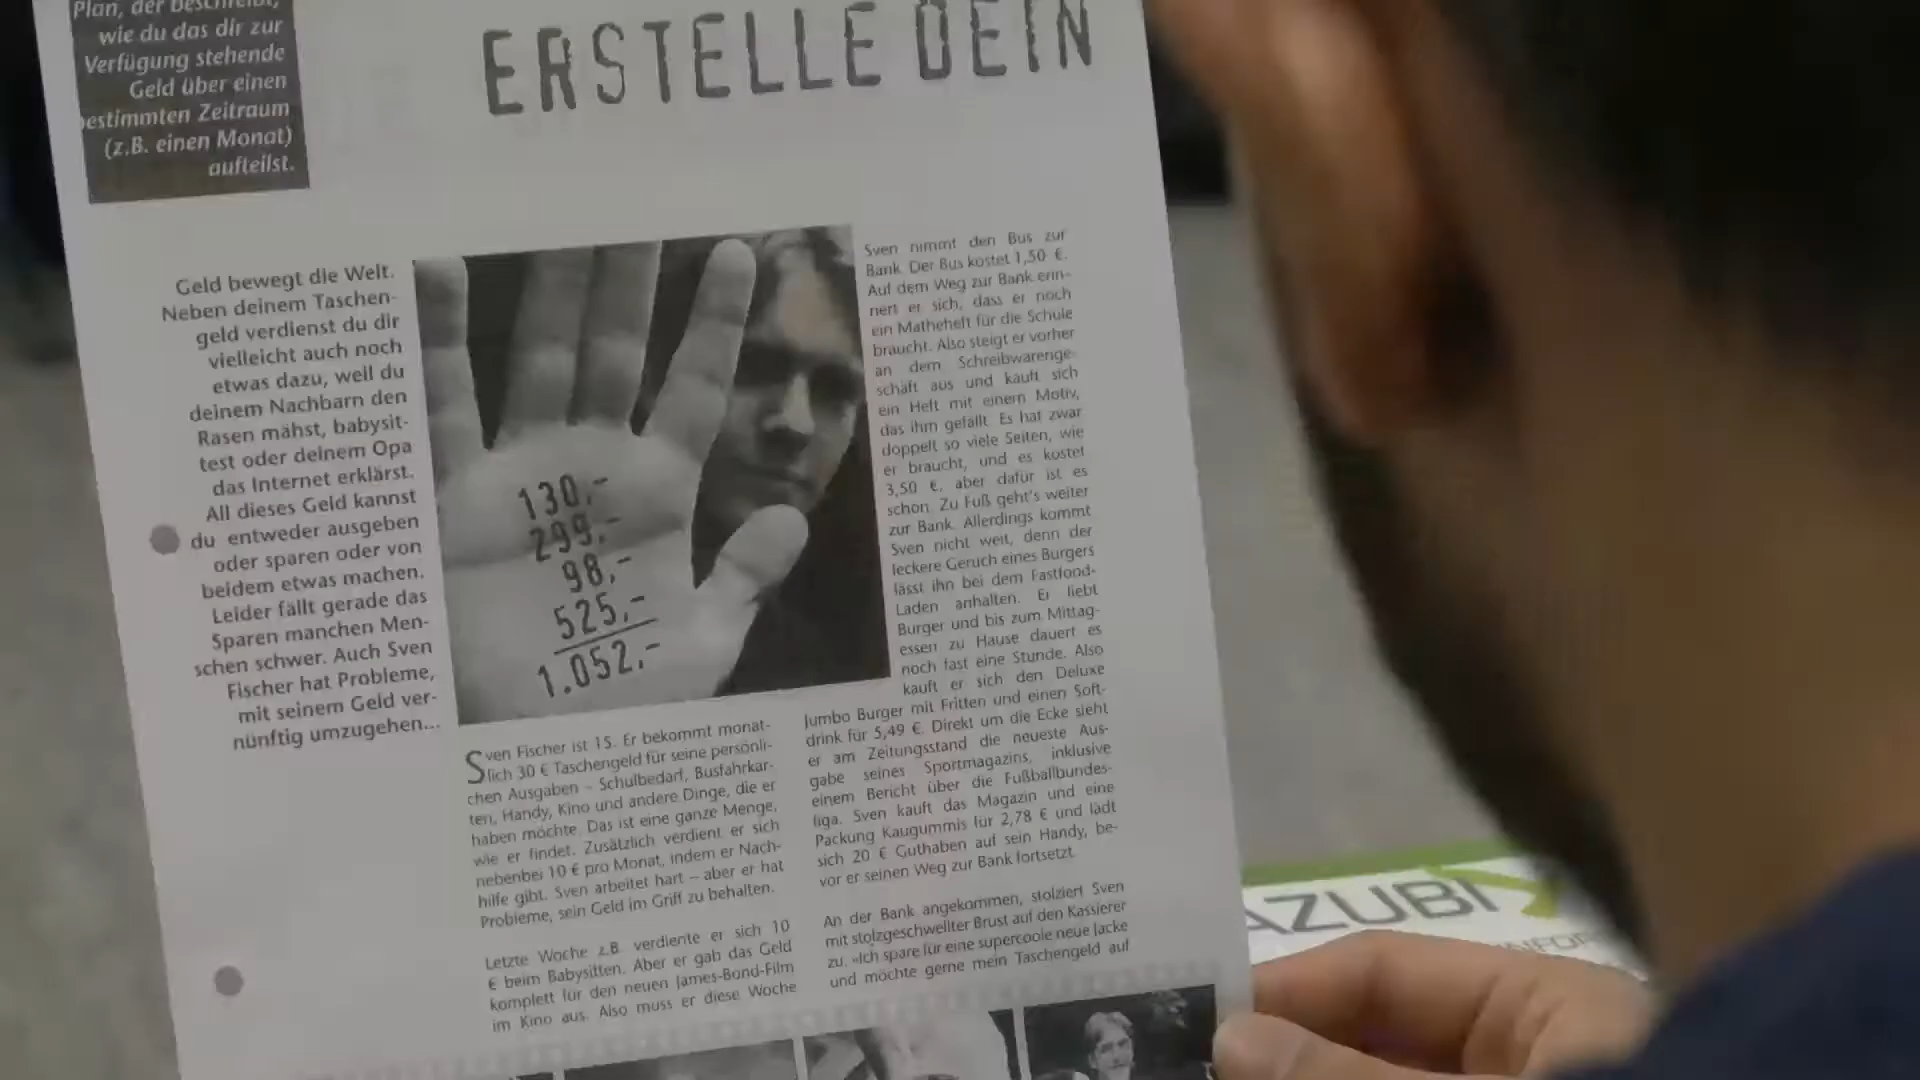 Plan, der beschreibt,
wie du das dir zur
Verfügung stehende
Geld über einen
bestimmten Zeitraum
(z.B. einen Monat)
aufteilst.
ERSTELLE DEIN
Geld bewegt die Welt.
Neben deinem Taschen-
geld verdienst du dir
vielleicht auch noch
etwas dazu, weil du
deinem Nachbarn den
Rasen mähst, babysit-
test oder deinem Opa
das Internet erklärst.
All dieses Geld kannst
du entweder ausgeben
oder sparen oder von
beidem etwas machen.
Leider fällt gerade das
Sparen manchen Men-
schen schwer. Auch Sven
Fischer hat Probleme,
mit seinem Geld ver-
nünftig umzugehen...
130,-
299,-
98,-
525,-
1.052,-
Sven Fischer ist 15. Er bekommt monat-
lich 30 € Taschengeld für seine persönli-
chen Ausgaben – Schulbedarf, Busfahrkar-
ten, Handy, Kino und andere Dinge, die er
haben möchte. Das ist eine ganze Menge,
wie er findet. Zusätzlich verdient er sich
nebenbei 10 € pro Monat, indem er Nach-
hilfe gibt. Sven arbeitet hart – aber er hat
Probleme, sein Geld im Griff zu behalten.
Letzte Woche z.B. verdiente er sich 10
€ beim Babysitten. Aber er gab das Geld
komplett für den neuen James-Bond-Film
im Kino aus. Also muss er diese Woche
Sven nimmt den Bus zur
Bank. Der Bus kostet 1,50 €.
Auf dem Weg zur Bank erin-
nert er sich, dass er noch
ein Matheheft für die Schule
braucht. Also steigt er vorher
an dem Schreibwarenge-
schäft aus und kauft sich
ein Heft mit einem Motiv,
das ihm gefällt. Es hat zwar
doppelt so viele Seiten, wie
er braucht, und es kostet
3,50 €, aber dafür ist es
schön. Zu Fuß geht's weiter
zur Bank. Allerdings kommt
Sven nicht weit, denn der
leckere Geruch eines Burgers
lässt ihn bei dem Fastfood-
Laden anhalten. Er liebt
Burger und bis zum Mittag-
essen zu Hause dauert es
noch fast eine Stunde. Also
kauft er sich den Deluxe
Jumbo Burger mit Fritten und einen Soft-
drink für 5,49 €. Direkt um die Ecke sieht
er am Zeitungsstand die neueste Aus-
gabe seines Sportmagazins, inklusive
einem Bericht über die Fußballbundes-
liga. Sven kauft das Magazin und eine
Packung Kaugummis für 2,78 € und lädt
sich 20 € Guthaben auf sein Handy, be-
vor er seinen Weg zur Bank fortsetzt.
An der Bank angekommen, stolziert Sven
mit stolzgeschwellter Brust auf den Kassierer
zu. «Ich spare für eine supercoole neue Jacke
und möchte gerne mein Taschengeld auf
AZUBI